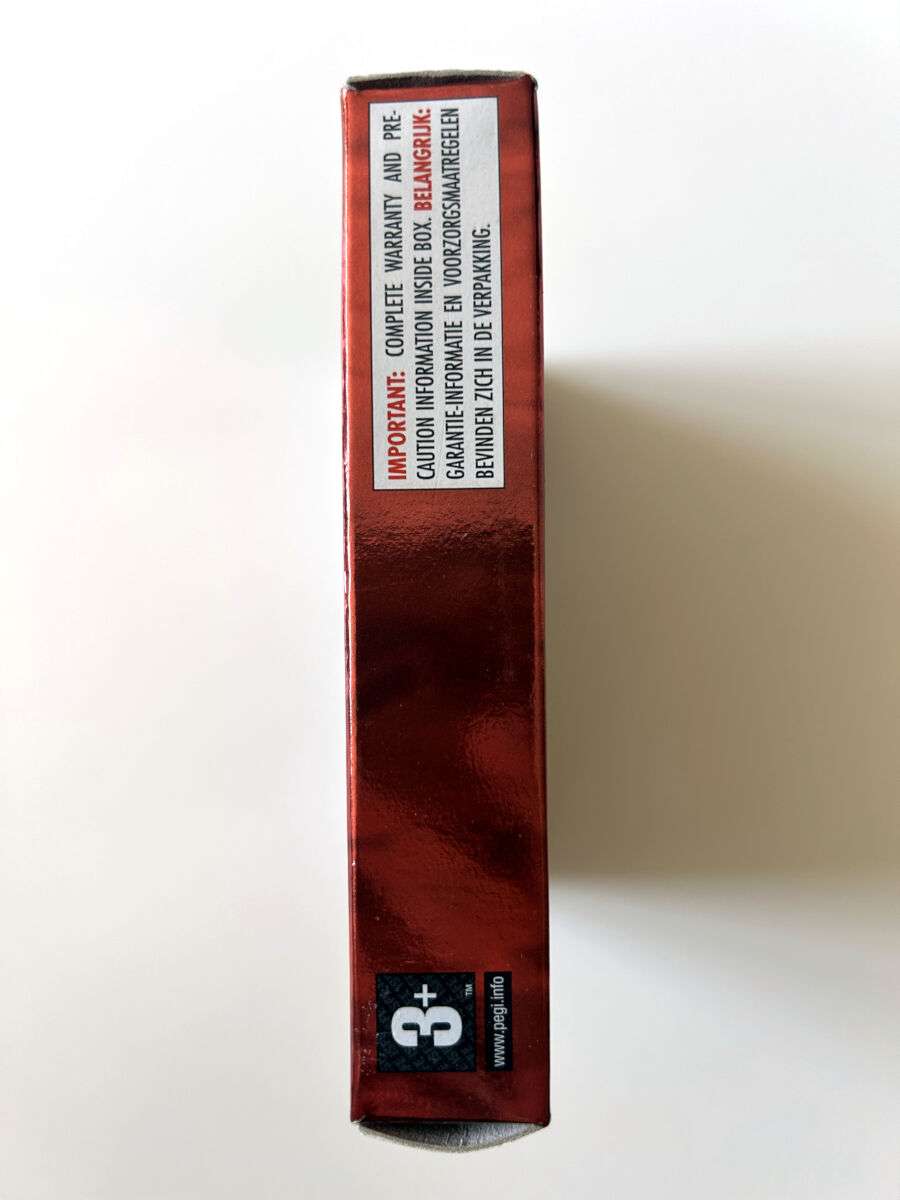 IMPORTANT: COMPLETE WARRANTY AND PRE-
CAUTION INFORMATION INSIDE BOX. BELANGRIJK:
GARANTIE-INFORMATIE EN VOORZORGSMAATREGELEN
BEVINDEN ZICH IN DE VERPAKKING.
3+
TM
www.pegi.info